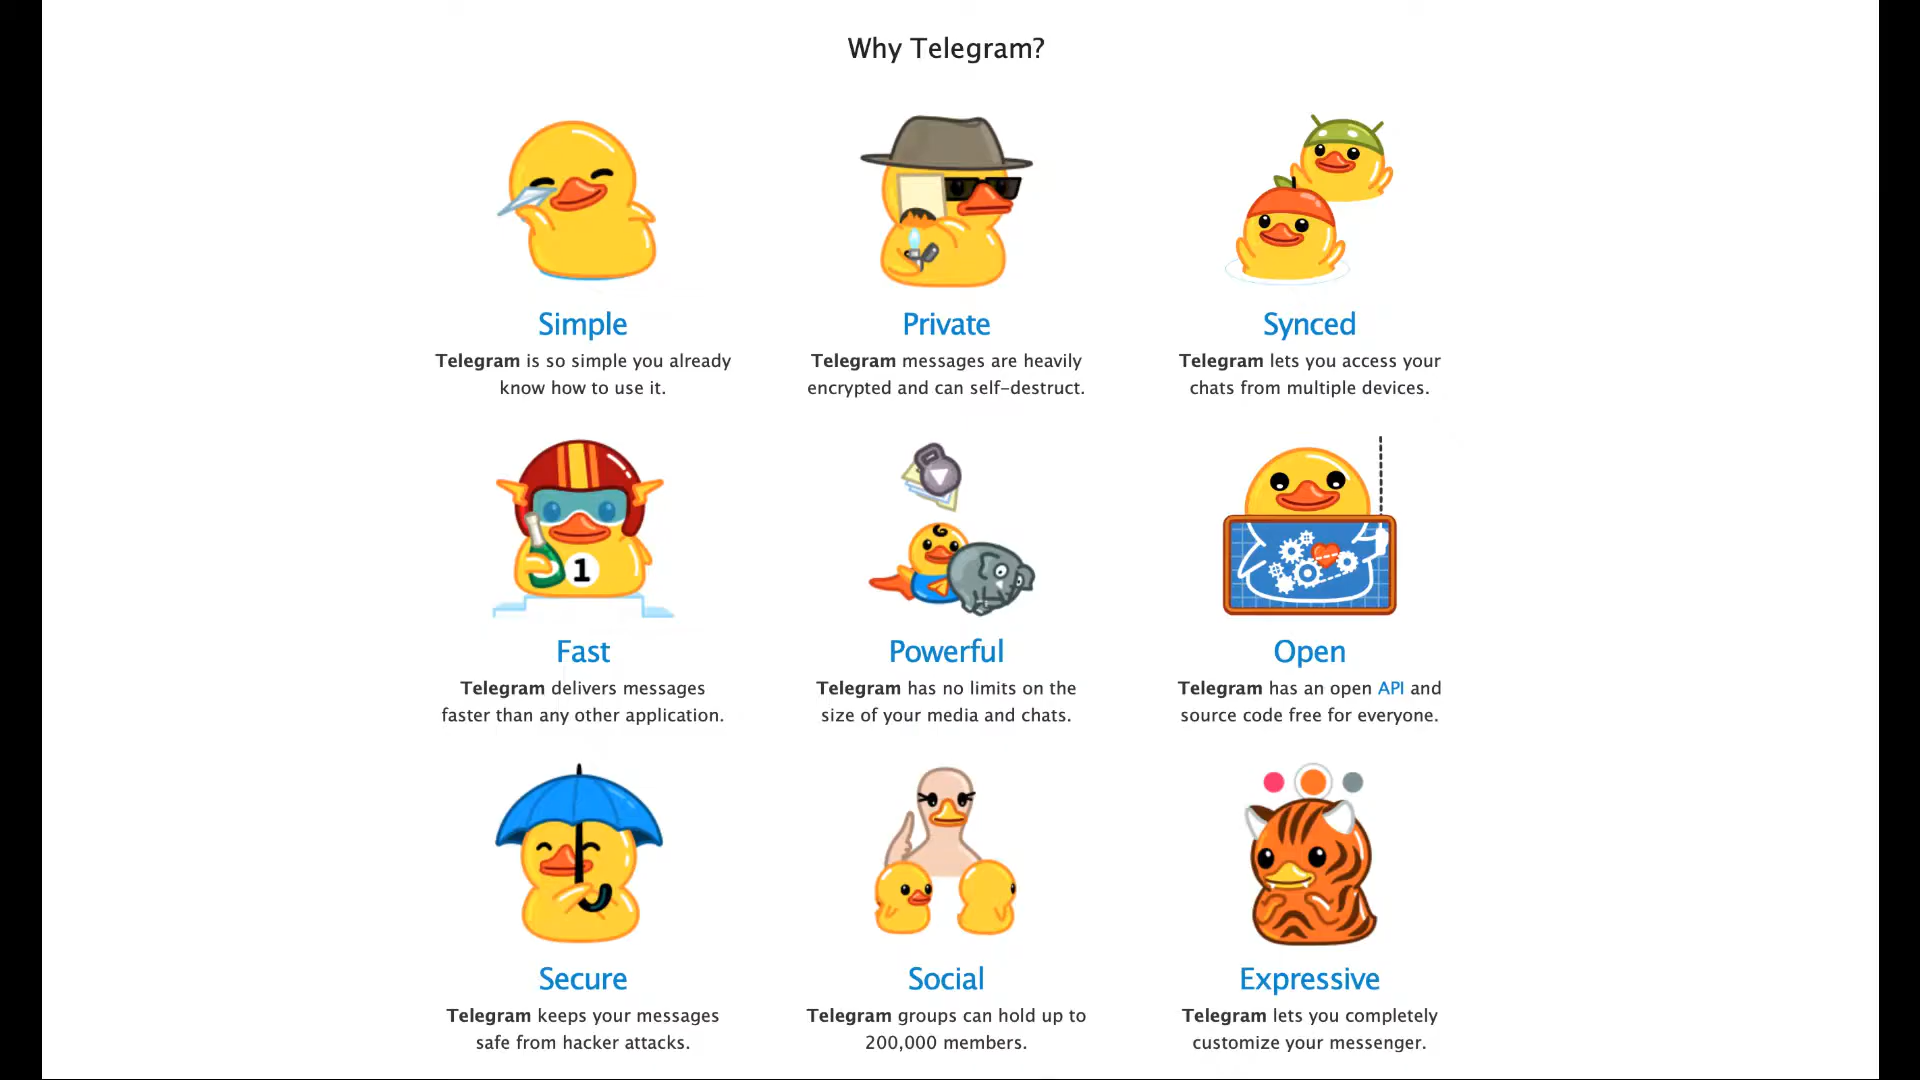 Why Telegram?
Simple
Telegram is so simple you already
know how to use it.
Private
Telegram messages are heavily
encrypted and can self-destruct.
Synced
Telegram lets you access your
chats from multiple devices.
1
Fast
Telegram delivers messages
faster than any other application.
Powerful
Telegram has no limits on the
size of your media and chats.
Open
Telegram has an open API and
source code free for everyone.
Secure
Telegram keeps your messages
safe from hacker attacks.
Social
Telegram groups can hold up to
200,000 members.
Expressive
Telegram lets you completely
customize your messenger.